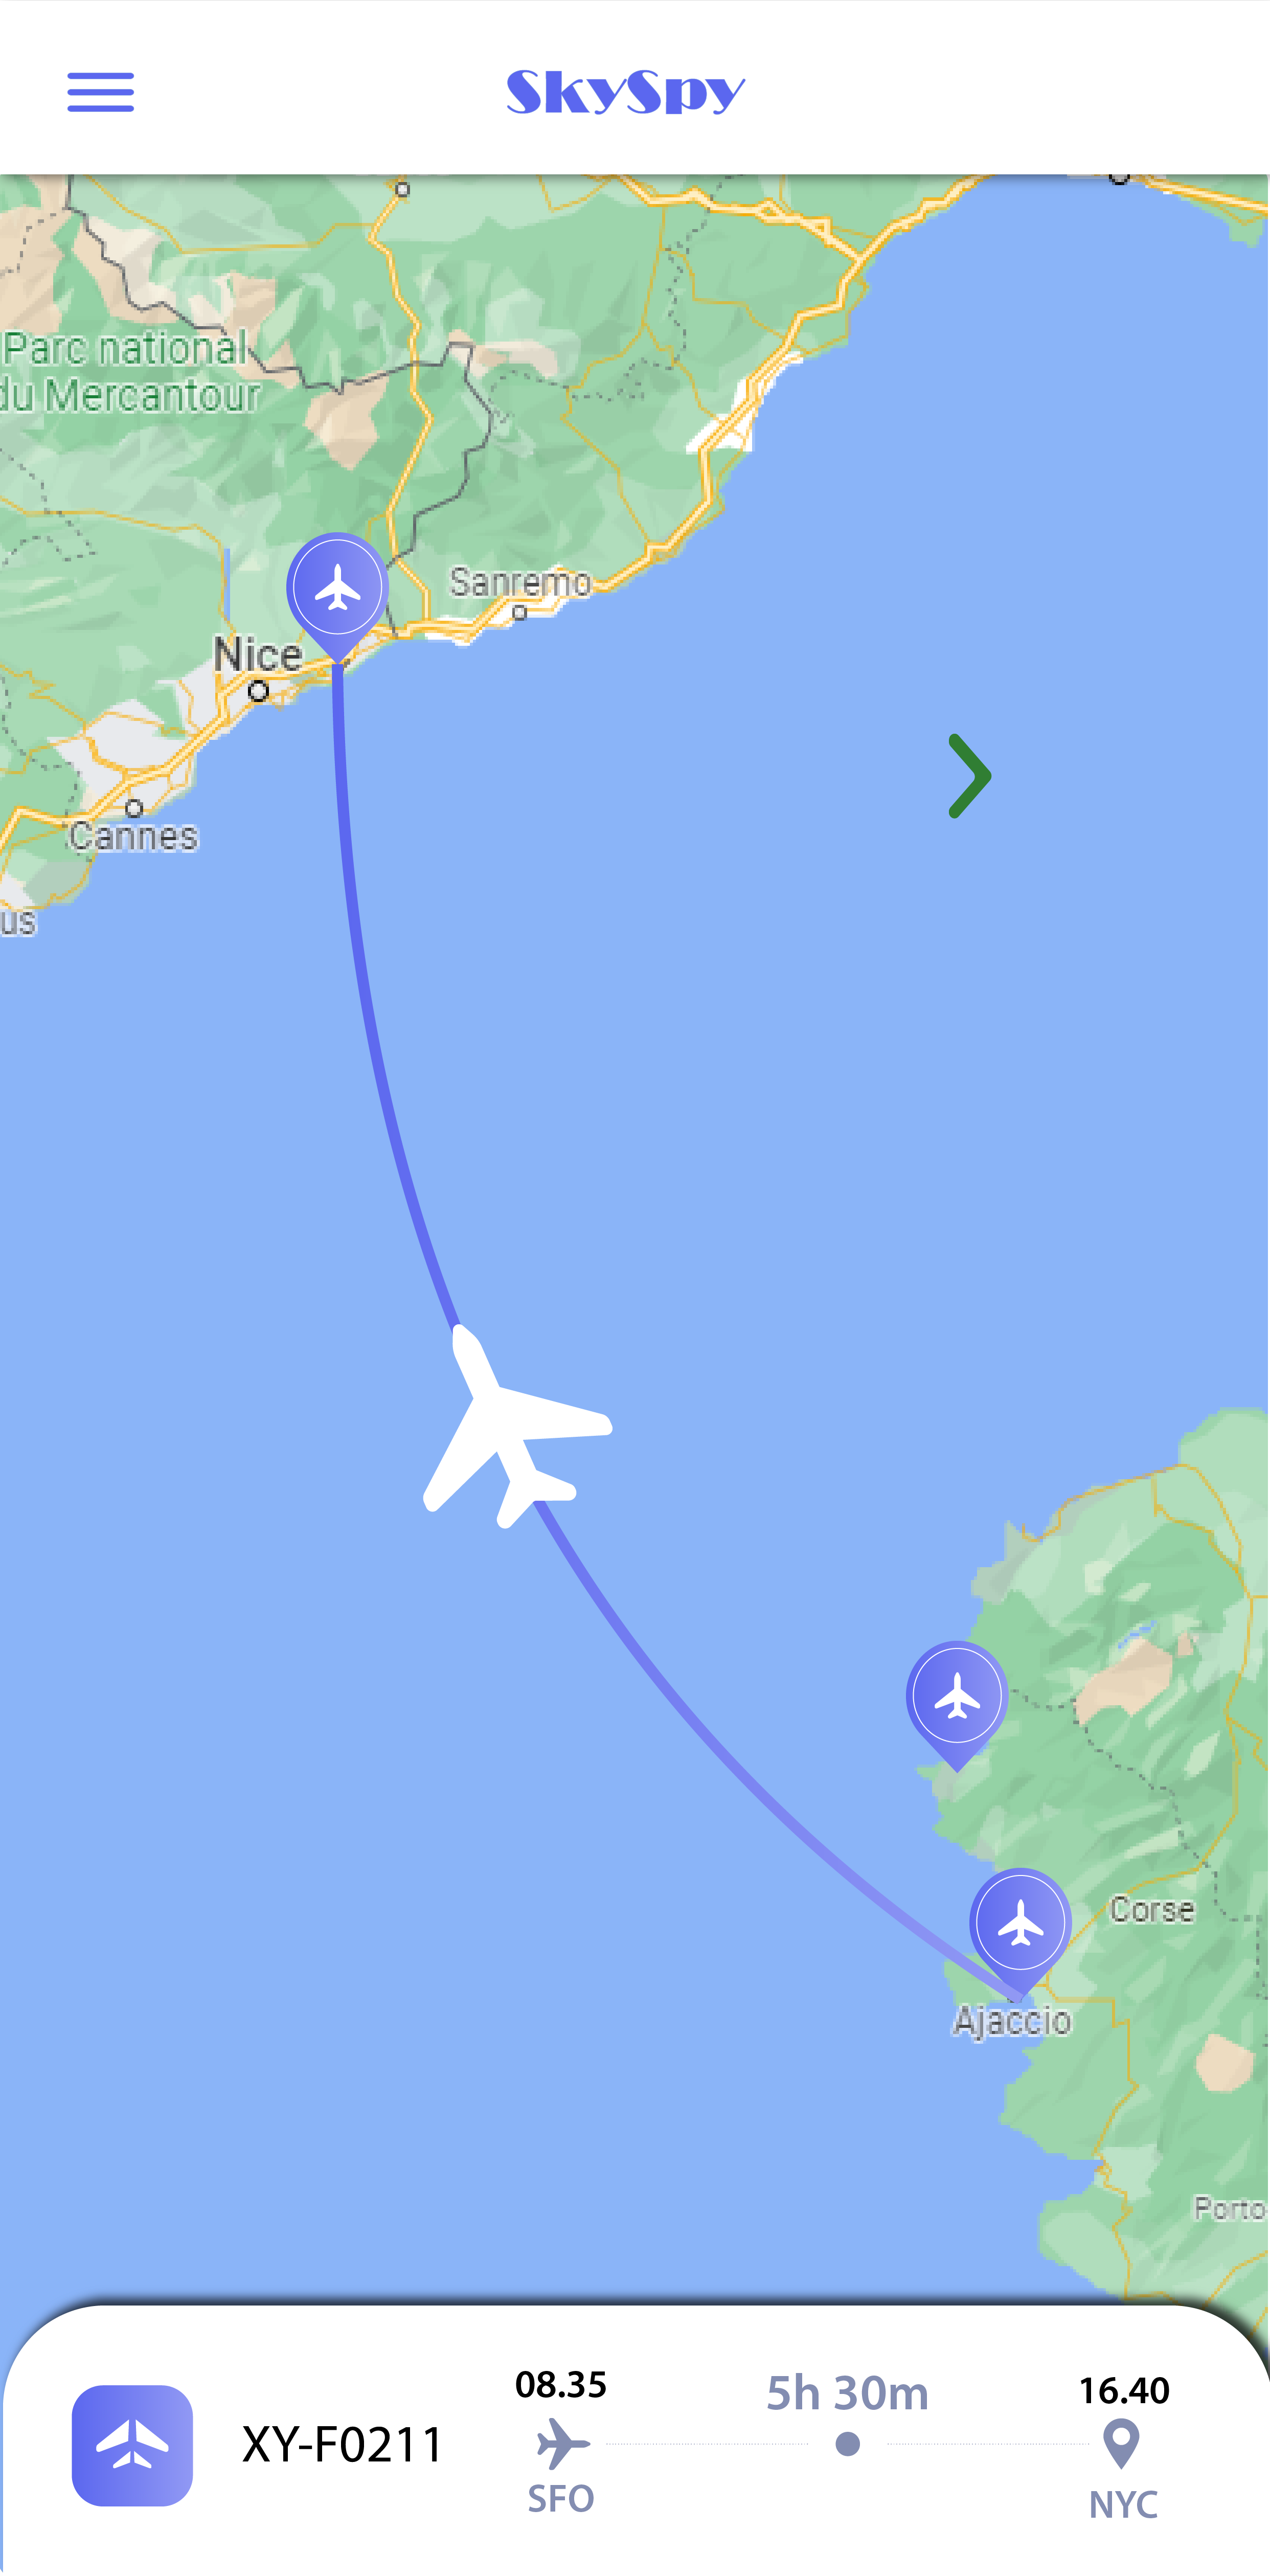 SkySpy
Parc national
du Mercantour
Sanremo
Nice
Cannes
us
Corse
Ajaccio
Porto
08.35
5h 30m
16.40
XY-F0211
SFO
NYC